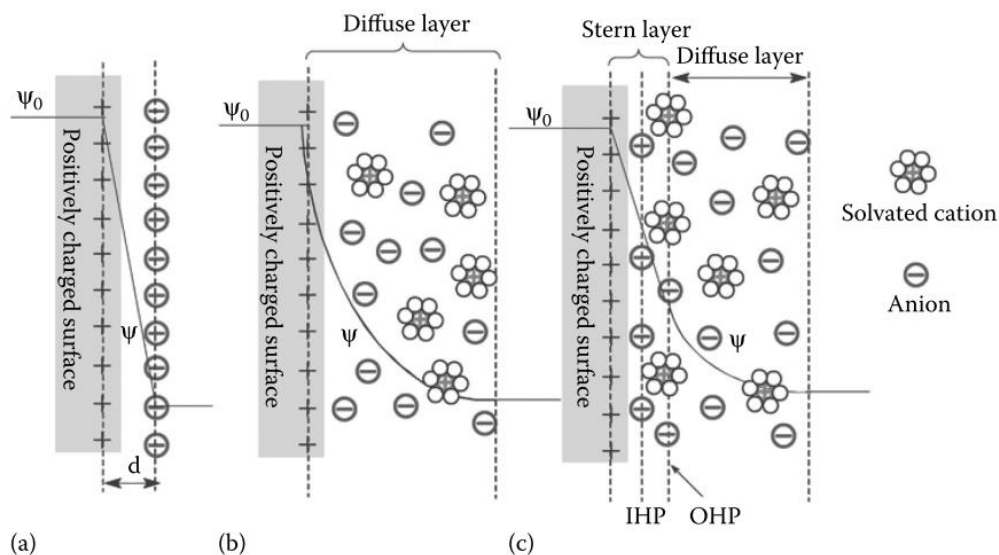 Ψ0
Positively charged surface
Ψ
d
(a)
Diffuse layer
Ψ0
Positively charged surface
Ψ
(b)
Stern layer
Diffuse layer
Ψ0
Positively charged surface
Ψ
IHP
OHP
(c)
Solvated cation
Anion